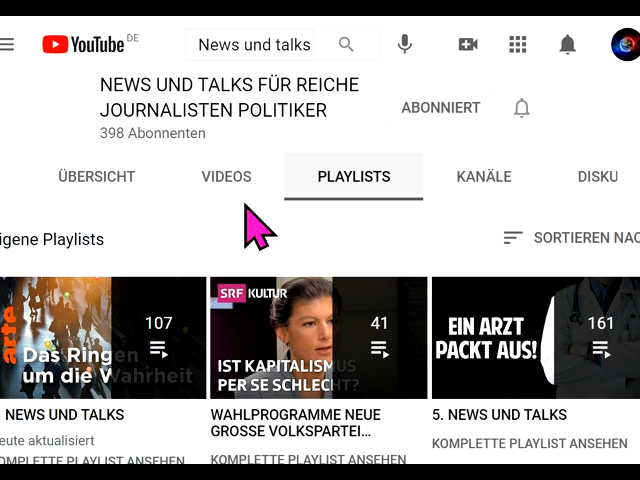 YouTube DE
News und talks
NEWS UND TALKS FÜR REICHE
JOURNALISTEN POLITIKER
398 Abonnenten
ABONNIERT
ÜBERSICHT VIDEOS PLAYLISTS KANÄLE DISKU
igene Playlists
SORTIEREN NAC
arte
Das Ringen
um die Wahrheit
107
SRF KULTUR
IST KAPITALISMUS
PER SE SCHLECHT?
41
EIN ARZT
PACKT AUS!
161
NEWS UND TALKS
eute aktualisiert
OMPLETTE PLAYLIST ANSEHEN
WAHLPROGRAMME NEUE
GROSSE VOLKSPARTEI...
KOMPLETTE PLAYLIST ANSEHEN
5. NEWS UND TALKS
KOMPLETTE PLAYLIST ANSEHEN